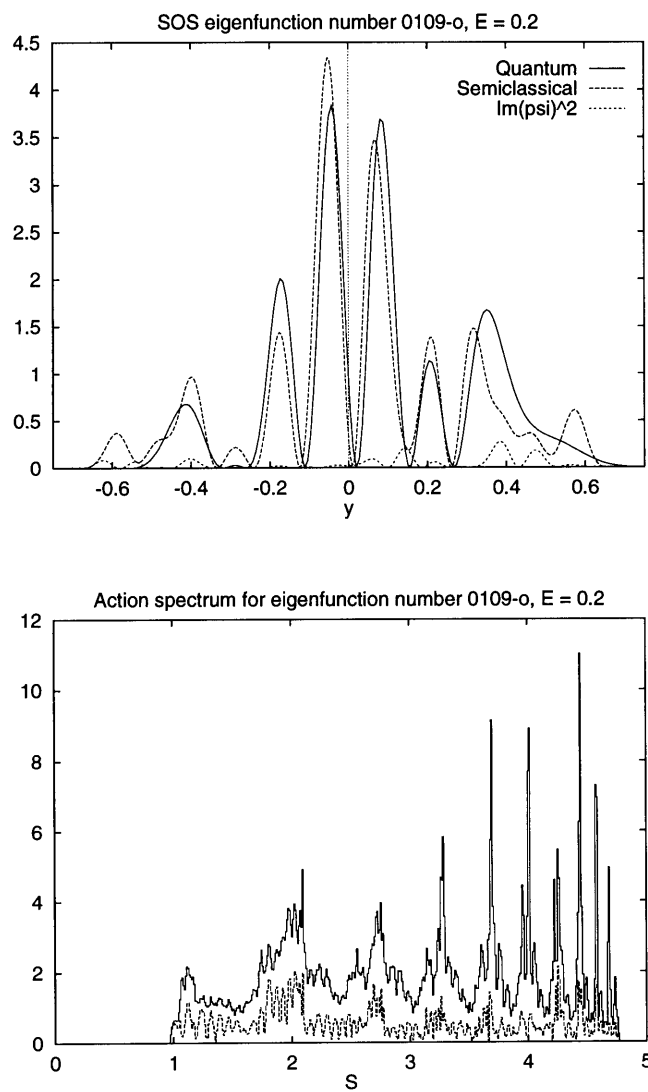 SOS eigenfunction number 0109-o, E = 0.2
4.5
4
3.5
3
2.5
2
1.5
1
0.5
0
Quantum
Semiclassical
Im(psi)^2
-0.6 -0.4 -0.2 0 0.2 0.4 0.6
y
Action spectrum for eigenfunction number 0109-o, E = 0.2
12
10
8
6
4
2
0
0 1 2 3 4 5
S